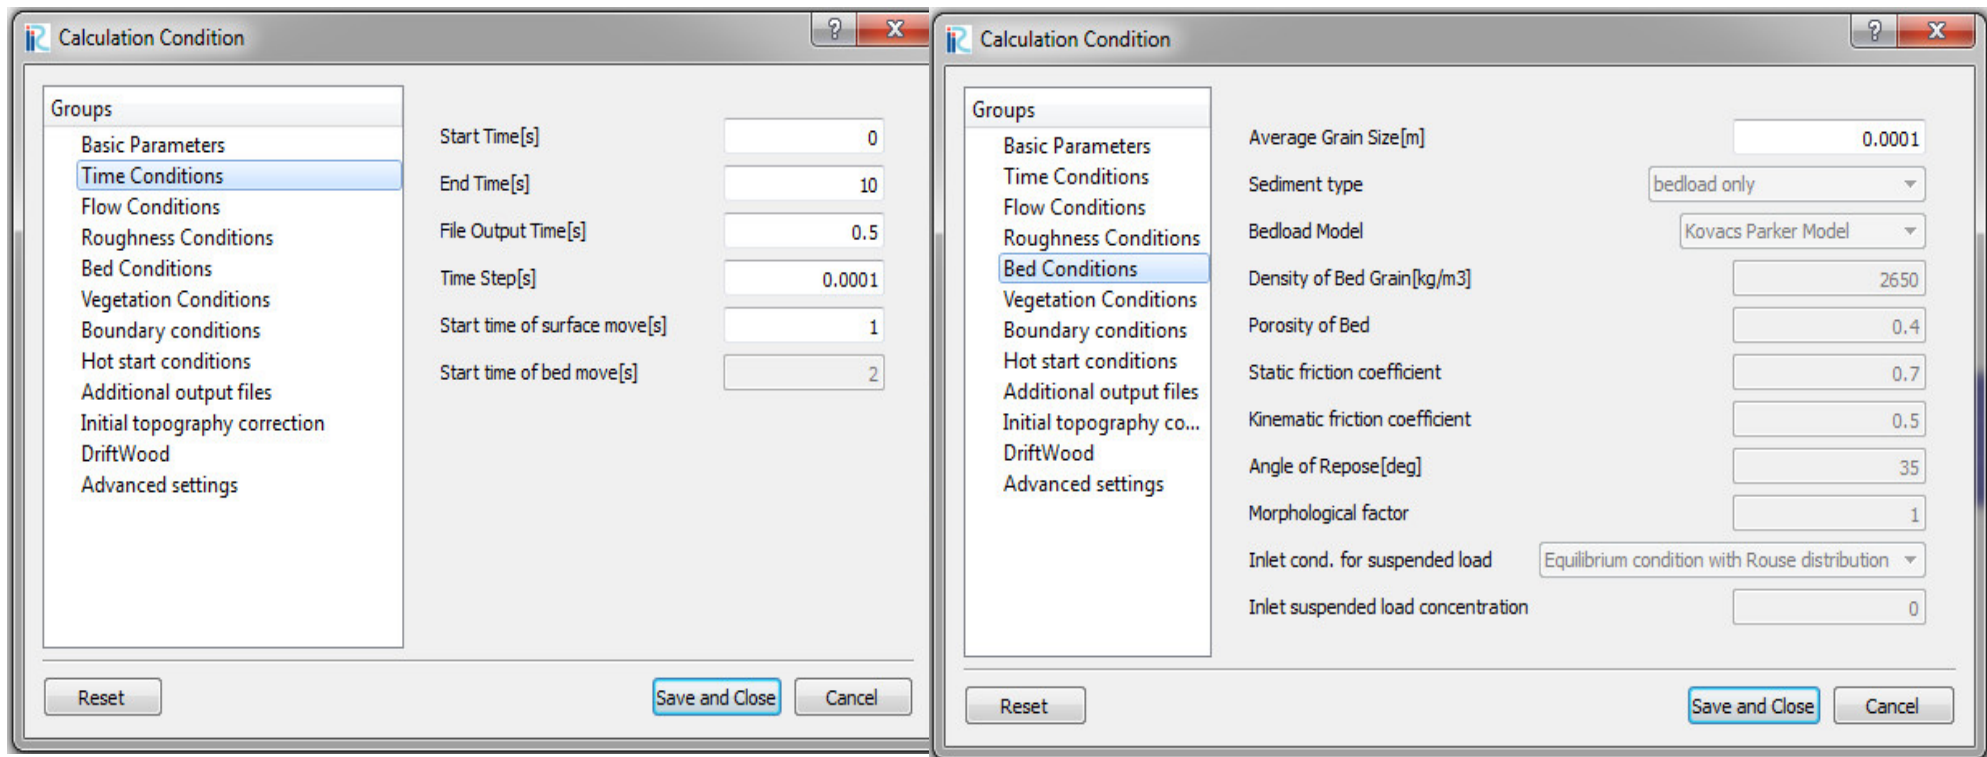 Calculation Condition
Groups
Basic Parameters
Time Conditions
Flow Conditions
Roughness Conditions
Bed Conditions
Vegetation Conditions
Boundary conditions
Hot start conditions
Additional output files
Initial topography correction
DriftWood
Advanced settings
Start Time[s] 0
End Time[s] 10
File Output Time[s] 0.5
Time Step[s] 0.0001
Start time of surface move[s] 1
Start time of bed move[s] 2
Reset Save and Close Cancel
Calculation Condition
Groups
Basic Parameters
Time Conditions
Flow Conditions
Roughness Conditions
Bed Conditions
Vegetation Conditions
Boundary conditions
Hot start conditions
Additional output files
Initial topography co...
DriftWood
Advanced settings
Average Grain Size[m] 0.0001
Sediment type bedload only
Bedload Model Kovacs Parker Model
Density of Bed Grain[kg/m3] 2650
Porosity of Bed 0.4
Static friction coefficient 0.7
Kinematic friction coefficient 0.5
Angle of Repose[deg] 35
Morphological factor 1
Inlet cond. for suspended load Equilibrium condition with Rouse distribution
Inlet suspended load concentration 0
Reset Save and Close Cancel